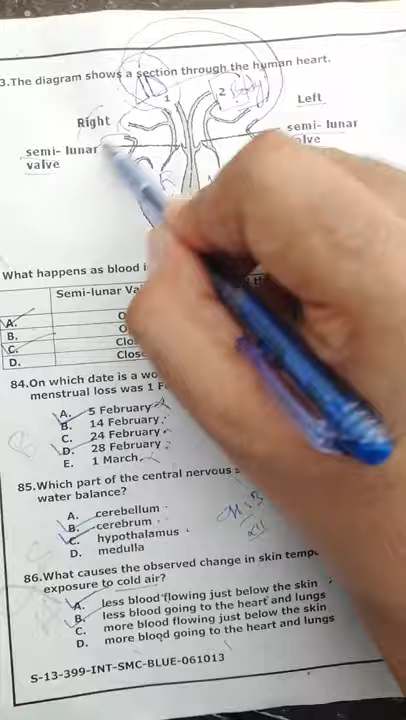 3.The diagram shows a section through the human heart.
1
2
Left
Right
semi- lunar
valve
semi- lunar
What happens as blood
Semi-lunar
A.
B.
C.
D.
84.On which date is a
menstrual loss was 1
A. 5 February
B. 14 February
C. 24 February
D. 28 February
E. 1 March
85.Which part of the central nervous
water balance?
A. cerebellum
B. cerebrum
C. hypothalamus
D. medulla
86.What causes the observed change in skin
exposure to cold air?
A. less blood flowing just below the skin
B. less blood going to the heart and lungs
C. more blood flowing just below the skin
D. more blood going to the heart and lungs
S-13-399-INT-SMC-BLUE-061013